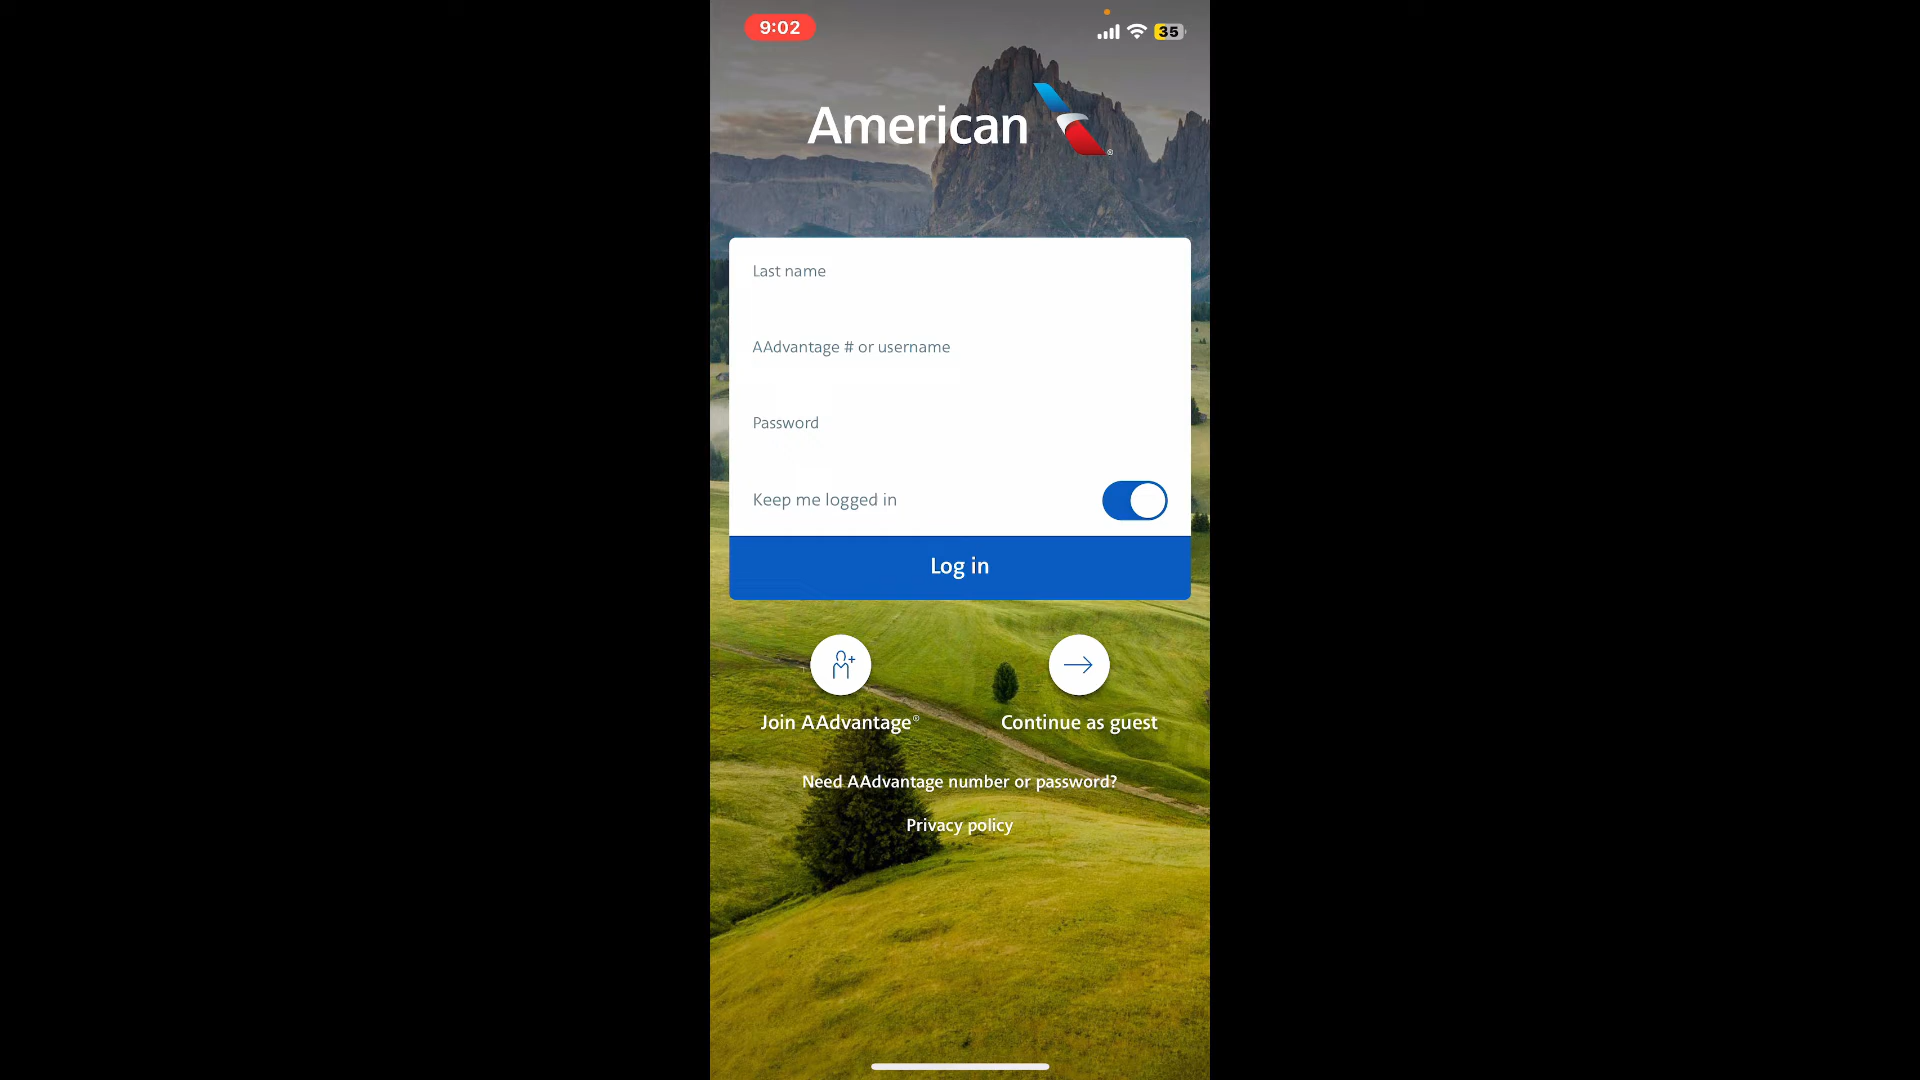 9:02
35
American
Last name
AAdvantage # or username
Password
Keep me logged in
Log in
Join AAdvantage®
Continue as guest
Need AAdvantage number or password?
Privacy policy